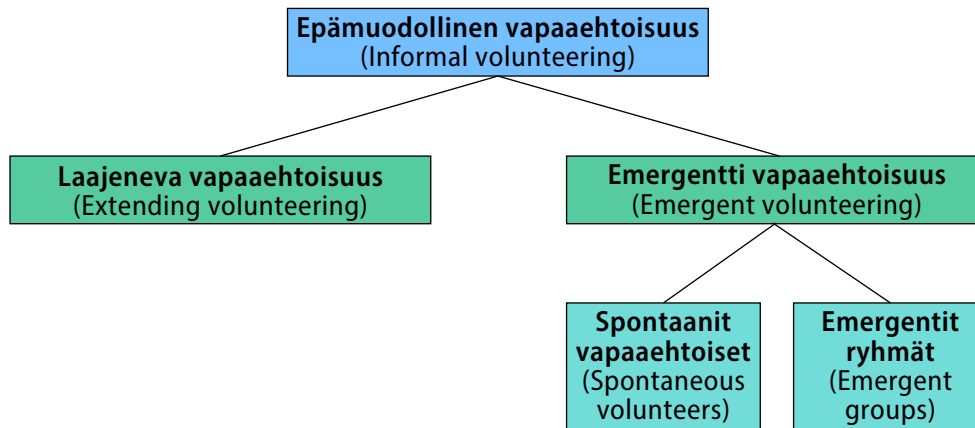 Epämuodollinen vapaaehtoisuus
(Informal volunteering)
Laajeneva vapaaehtoisuus
(Extending volunteering)
Emergentti vapaaehtoisuus
(Emergent volunteering)
Spontaanit
vapaaehtoiset
(Spontaneous
volunteers)
Emergentit
ryhmät
(Emergent
groups)